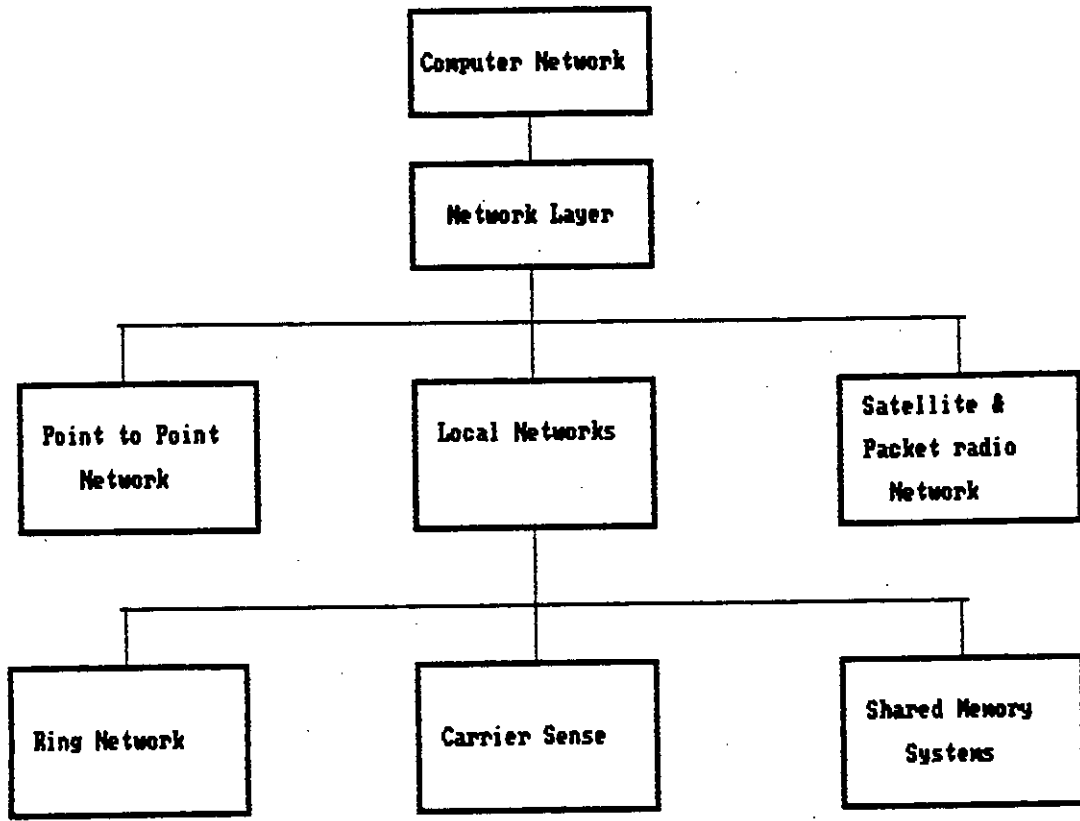 Computer Network
Network Layer
Point to Point
Network
Local Networks
Satellite &
Packet radio
Network
Ring Network
Carrier Sense
Shared Memory
Systems